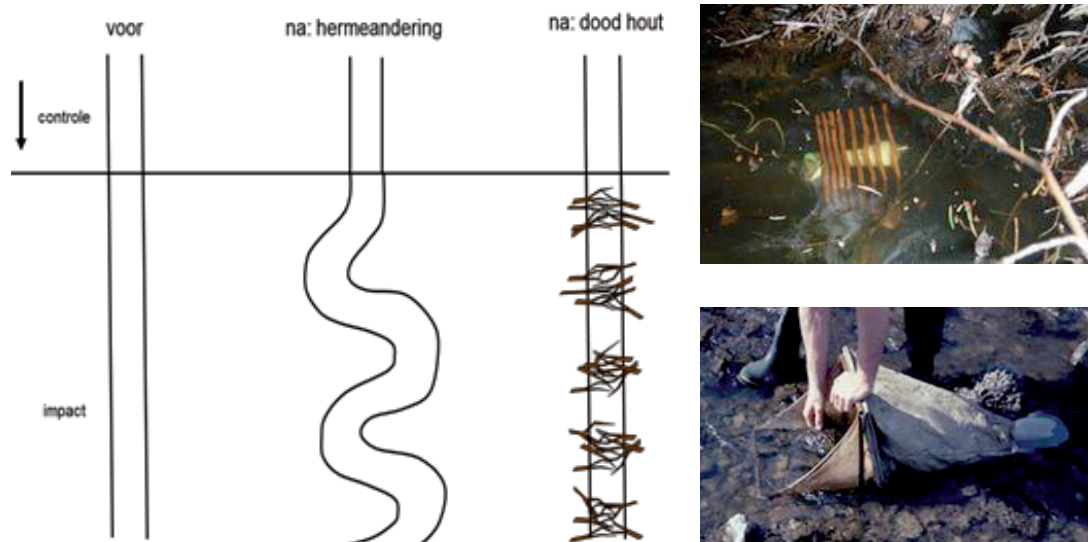 voor
na: hermeandering
na: dood hout
controle
impact